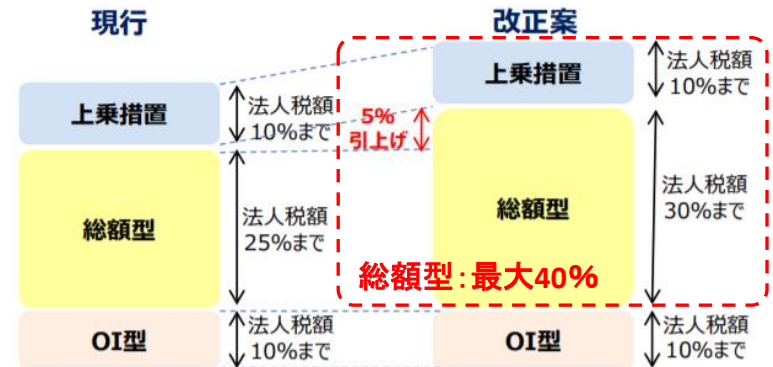 現行
上乗措置
法人税額
10%まで
総額型
法人税額
25%まで
OI型
法人税額
10%まで
5%
引上げ
改正案
上乗措置
法人税額
10%まで
総額型
法人税額
30%まで
総額型:最大40%
OI型
法人税額
10%まで